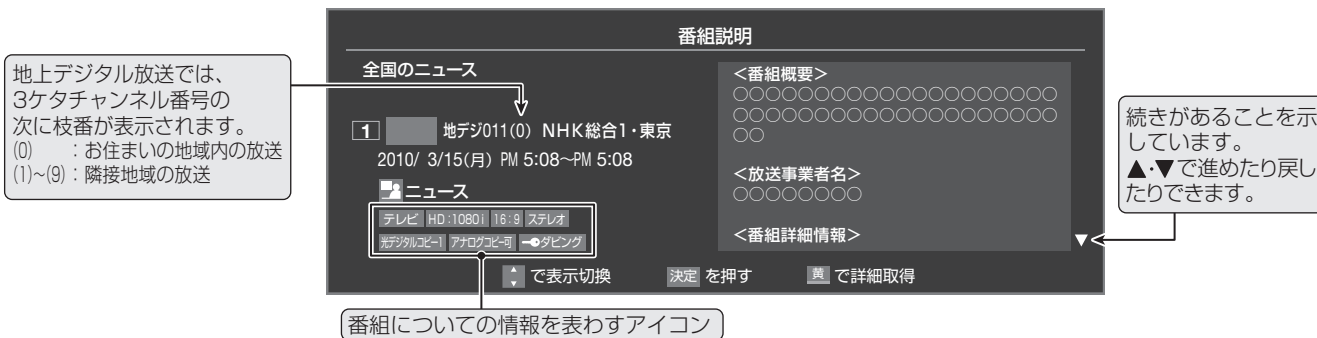 番組説明
地上デジタル放送では、
3ケタチャンネル番号の
次に枝番が表示されます。
(0)　：お住まいの地域内の放送
(1)~(9)：隣接地域の放送
全国のニュース
1 地デジ011(0) NHK総合1・東京
2010/ 3/15(月) PM 5:08~PM 5:08
ニュース
テレビ HD:1080i 16:9 ステレオ
光デジタルコピー1 アナログコピー可 ダビング
<番組概要>
○○○○○○○○○○○○○○○○○○○○
○○○○○○○○○○○○○○○○○○○○
○○
<放送事業者名>
○○○○○○○○
<番組詳細情報>
▼
で表示切換 決定 を押す 黄 で詳細取得
続きがあることを示
しています。
▲・▼で進めたり戻し
たりできます。
番組についての情報を表わすアイコン